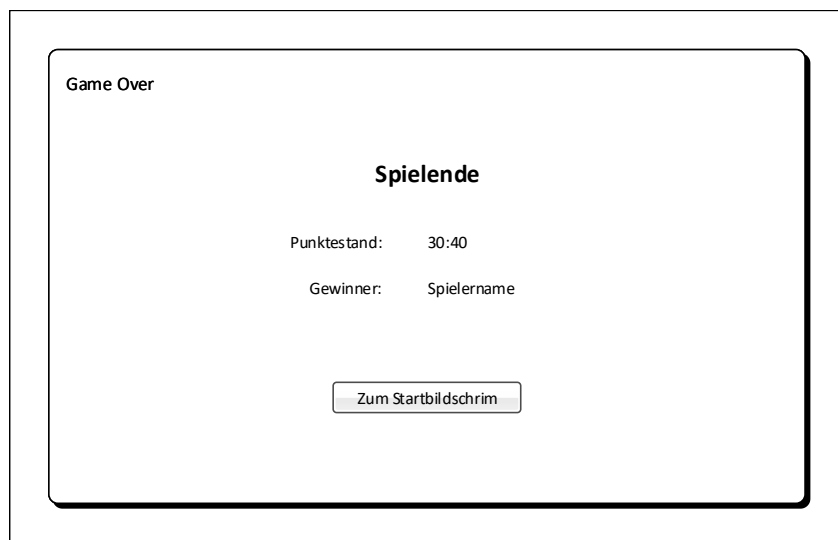 Game Over
Spielende
Punktestand: 30:40
Gewinner: Spielername
Zum Startbildschrim